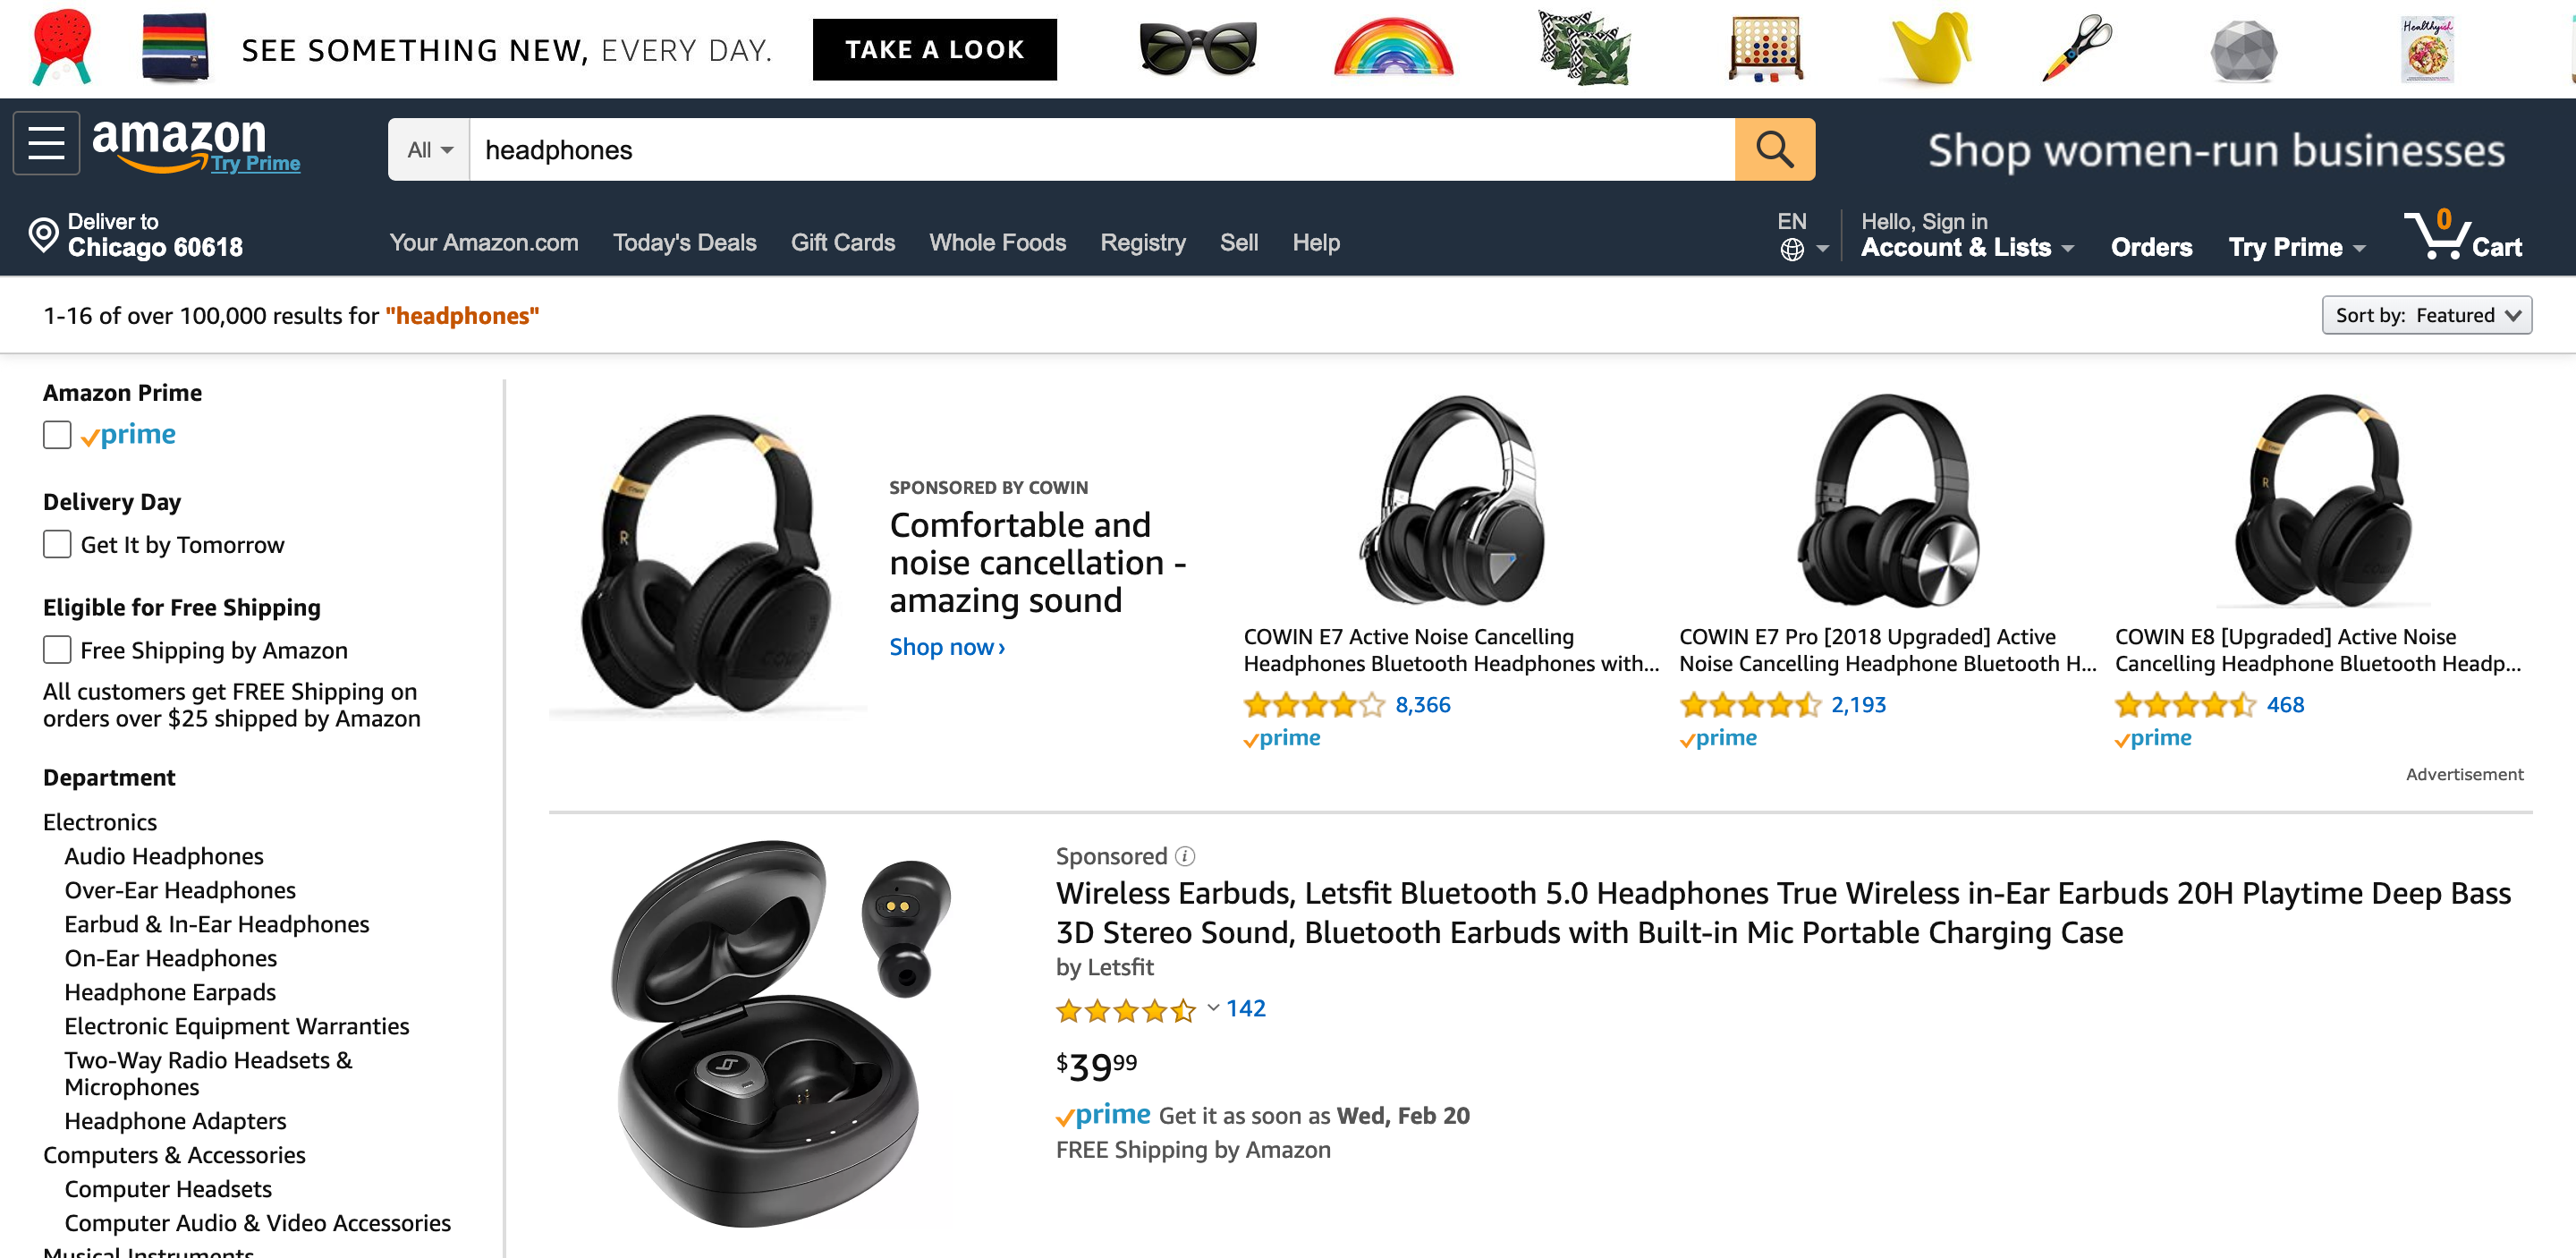 SEE SOMETHING NEW, EVERY DAY.
TAKE A LOOK
Healthyish
amazon
Try Prime
All
headphones
Shop women-run businesses
Deliver to
Chicago 60618
Your Amazon.com
Today's Deals
Gift Cards
Whole Foods
Registry
Sell
Help
EN
Hello, Sign in
Account & Lists
Orders
Try Prime
0
Cart
1-16 of over 100,000 results for "headphones"
Sort by: Featured
Amazon Prime
prime
Delivery Day
Get It by Tomorrow
Eligible for Free Shipping
Free Shipping by Amazon
All customers get FREE Shipping on
orders over $25 shipped by Amazon
Department
Electronics
Audio Headphones
Over-Ear Headphones
Earbud & In-Ear Headphones
On-Ear Headphones
Headphone Earpads
Electronic Equipment Warranties
Two-Way Radio Headsets &
Microphones
Headphone Adapters
Computers & Accessories
Computer Headsets
Computer Audio & Video Accessories
Musical Instruments
R
SPONSORED BY COWIN
Comfortable and
noise cancellation -
amazing sound
Shop now ›
COWIN E7 Active Noise Cancelling
Headphones Bluetooth Headphones with...
8,366
prime
COWIN E7 Pro [2018 Upgraded] Active
Noise Cancelling Headphone Bluetooth H...
2,193
prime
R
COWIN E8 [Upgraded] Active Noise
Cancelling Headphone Bluetooth Headp...
468
prime
Advertisement
Sponsored
Wireless Earbuds, Letsfit Bluetooth 5.0 Headphones True Wireless in-Ear Earbuds 20H Playtime Deep Bass
3D Stereo Sound, Bluetooth Earbuds with Built-in Mic Portable Charging Case
by Letsfit
142
$39 99
prime Get it as soon as Wed, Feb 20
FREE Shipping by Amazon